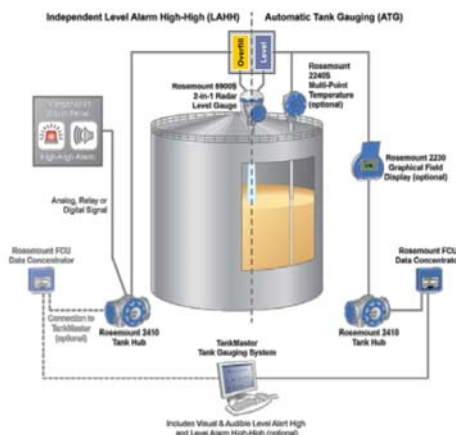 Independent Level Alarm High-High (LAHH)
Automatic Tank Gauging (ATG)
Overfill
Level
Rosemount
2240S
Multi-Point
Temperature
(optional)
Rosemount 5900S
2-in-1 Radar
Level Gauge
Independent
Alarm Panel
High-High Alarm
Rosemount 2230
Graphical Field
Display (optional)
Analog, Relay or
Digital Signal
Rosemount FCU
Data Concentrator
Rosemount FCU
Data Concentrator
Connection to
TankMaster
(optional)
Rosemount 2410
Tank Hub
Rosemount 2410
Tank Hub
TankMaster
Tank Gauging System
Includes Visual & Audible Level Alert High
and Level Alarm High-High (optional)